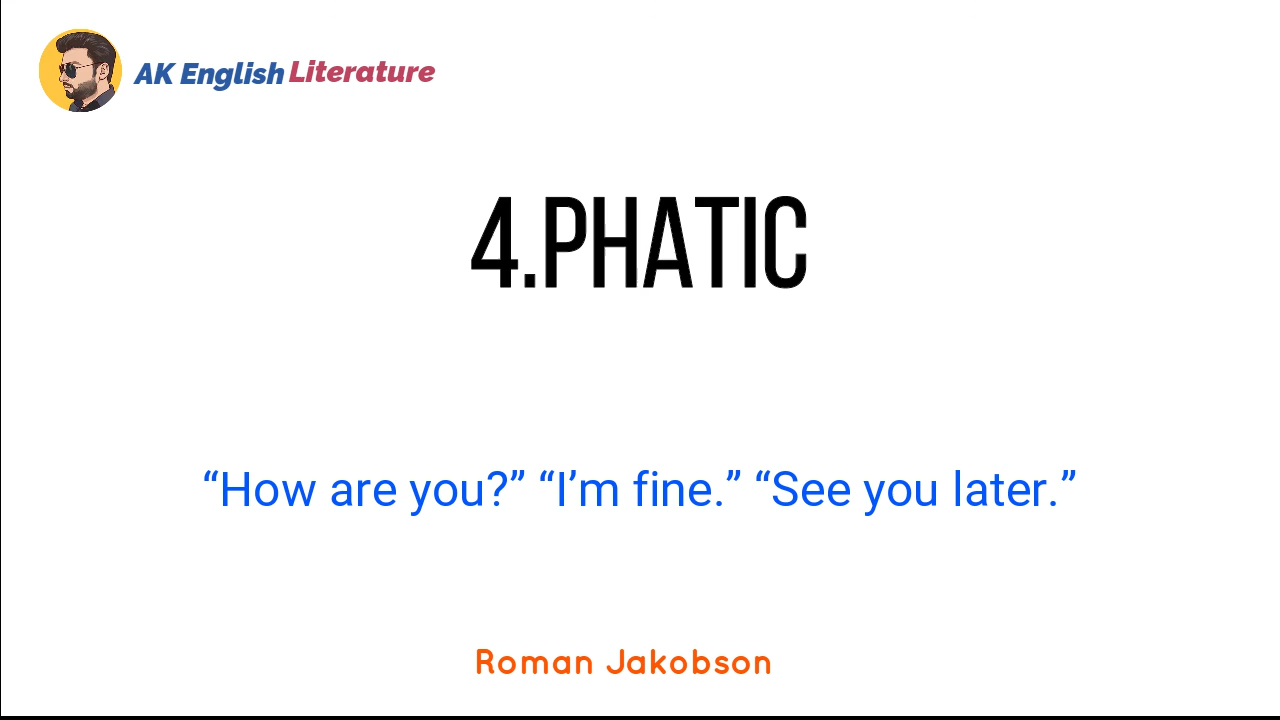 AK English Literature
4.PHATIC
“How are you?” “I’m fine.” “See you later.”
Roman Jakobson